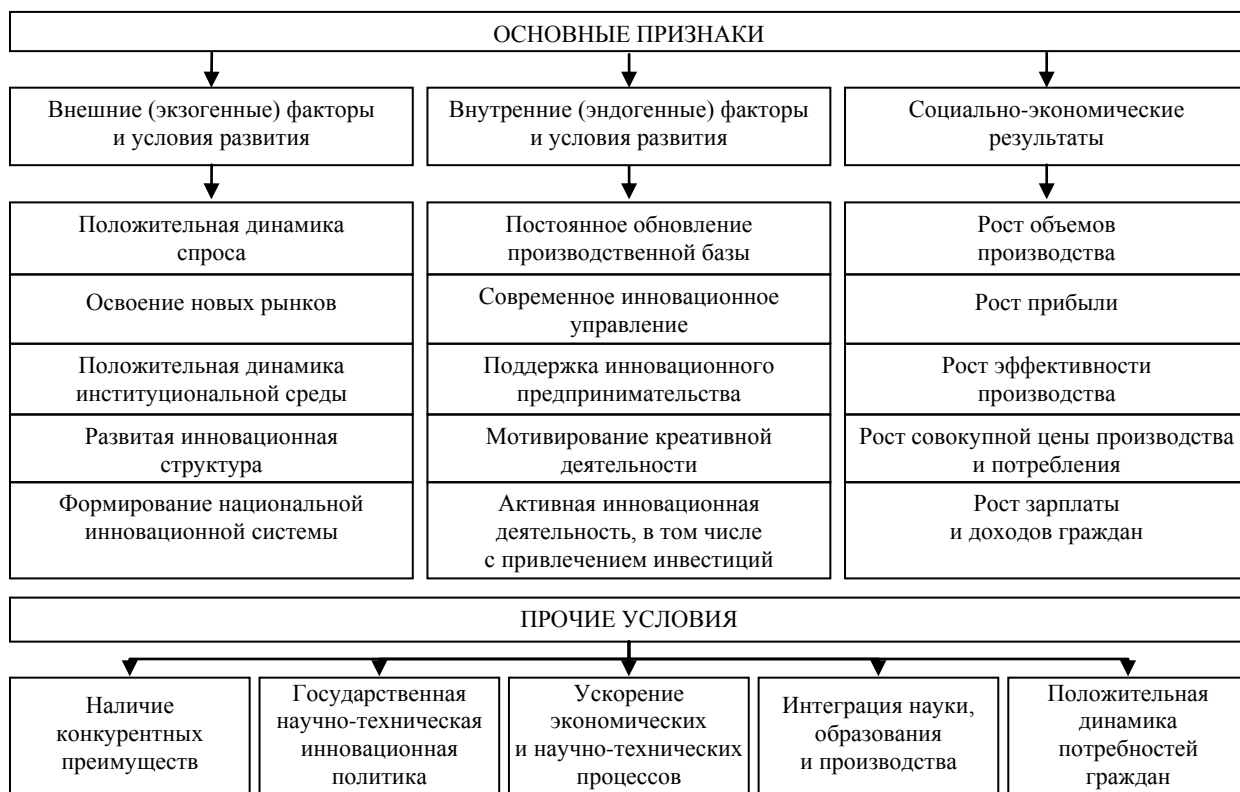 ОСНОВНЫЕ ПРИЗНАКИ
Внешние (экзогенные) факторы
и условия развития
Внутренние (эндогенные) факторы
и условия развития
Социально-экономические
результаты
Положительная динамика
спроса
Освоение новых рынков
Положительная динамика
институциональной среды
Развитая инновационная
структура
Формирование национальной
инновационной системы
Постоянное обновление
производственной базы
Современное инновационное
управление
Поддержка инновационного
предпринимательства
Мотивирование креативной
деятельности
Активная инновационная
деятельность, в том числе
с привлечением инвестиций
Рост объемов
производства
Рост прибыли
Рост эффективности
производства
Рост совокупной цены производства
и потребления
Рост зарплаты
и доходов граждан
ПРОЧИЕ УСЛОВИЯ
Наличие
конкурентных
преимуществ
Государственная
научно-техническая
инновационная
политика
Ускорение
экономических
и научно-технических
процессов
Интеграция науки,
образования
и производства
Положительная
динамика
потребностей
граждан